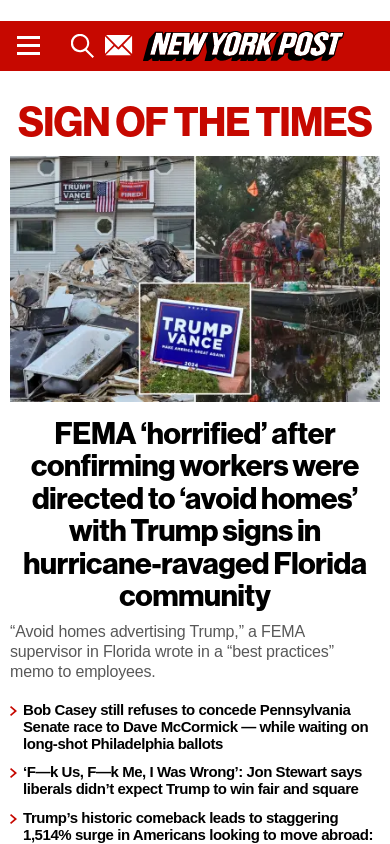 NEW YORK POST
SIGN OF THE TIMES
TRUMP
VANCE
FIRED!
TRUMP
VANCE
MAKE AMERICA GREAT AGAIN!
2024
FEMA ‘horrified’ after
confirming workers were
directed to ‘avoid homes’
with Trump signs in
hurricane-ravaged Florida
community
“Avoid homes advertising Trump,” a FEMA
supervisor in Florida wrote in a “best practices”
memo to employees.
Bob Casey still refuses to concede Pennsylvania
Senate race to Dave McCormick — while waiting on
long-shot Philadelphia ballots
‘F—k Us, F—k Me, I Was Wrong’: Jon Stewart says
liberals didn’t expect Trump to win fair and square
Trump’s historic comeback leads to staggering
1,514% surge in Americans looking to move abroad: